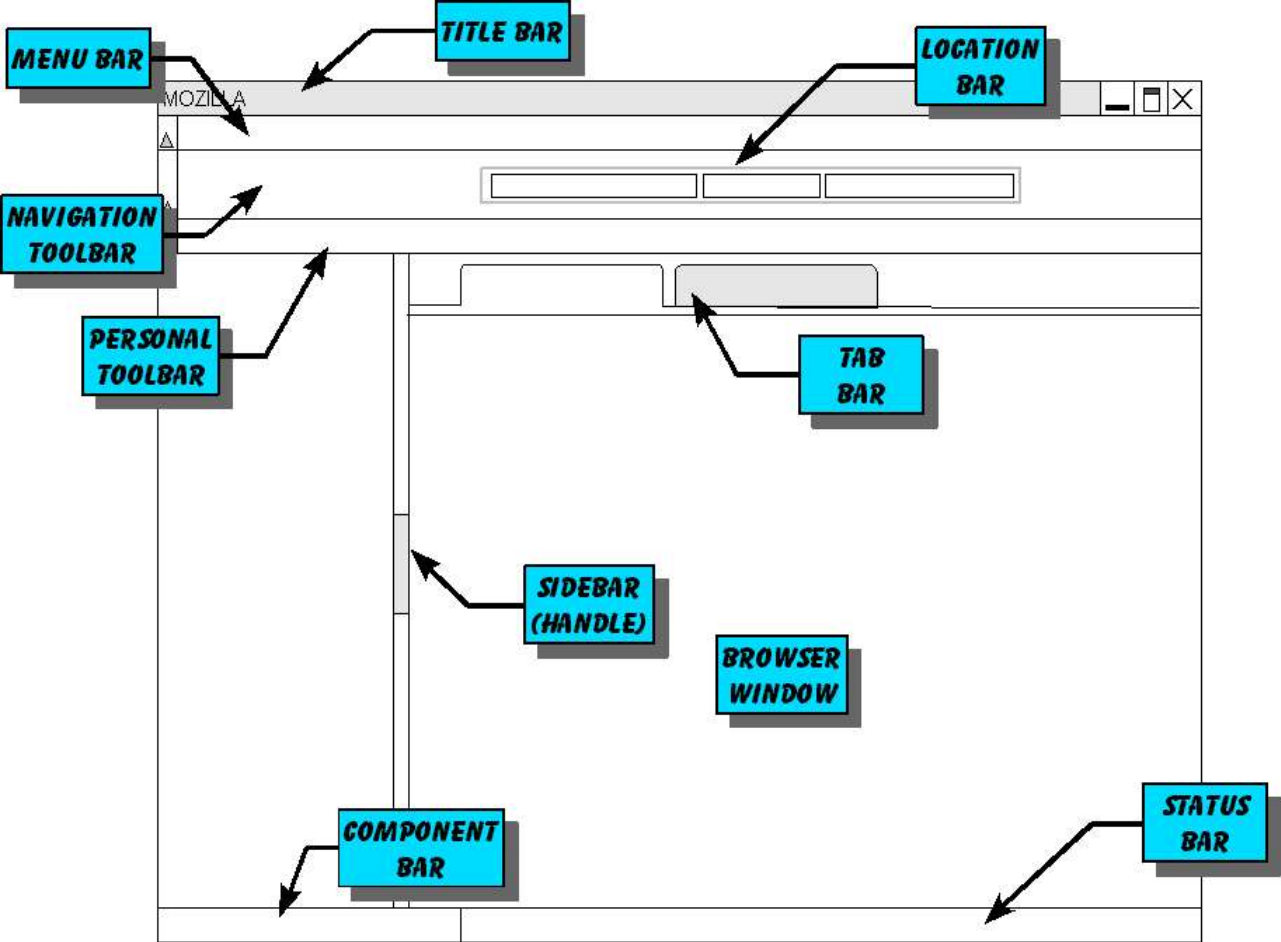 TITLE BAR
MENU BAR
LOCATION
BAR
MOZILLA
NAVIGATION
TOOLBAR
PERSONAL
TOOLBAR
TAB
BAR
SIDEBAR
(HANDLE)
BROWSER
WINDOW
COMPONENT
BAR
STATUS
BAR